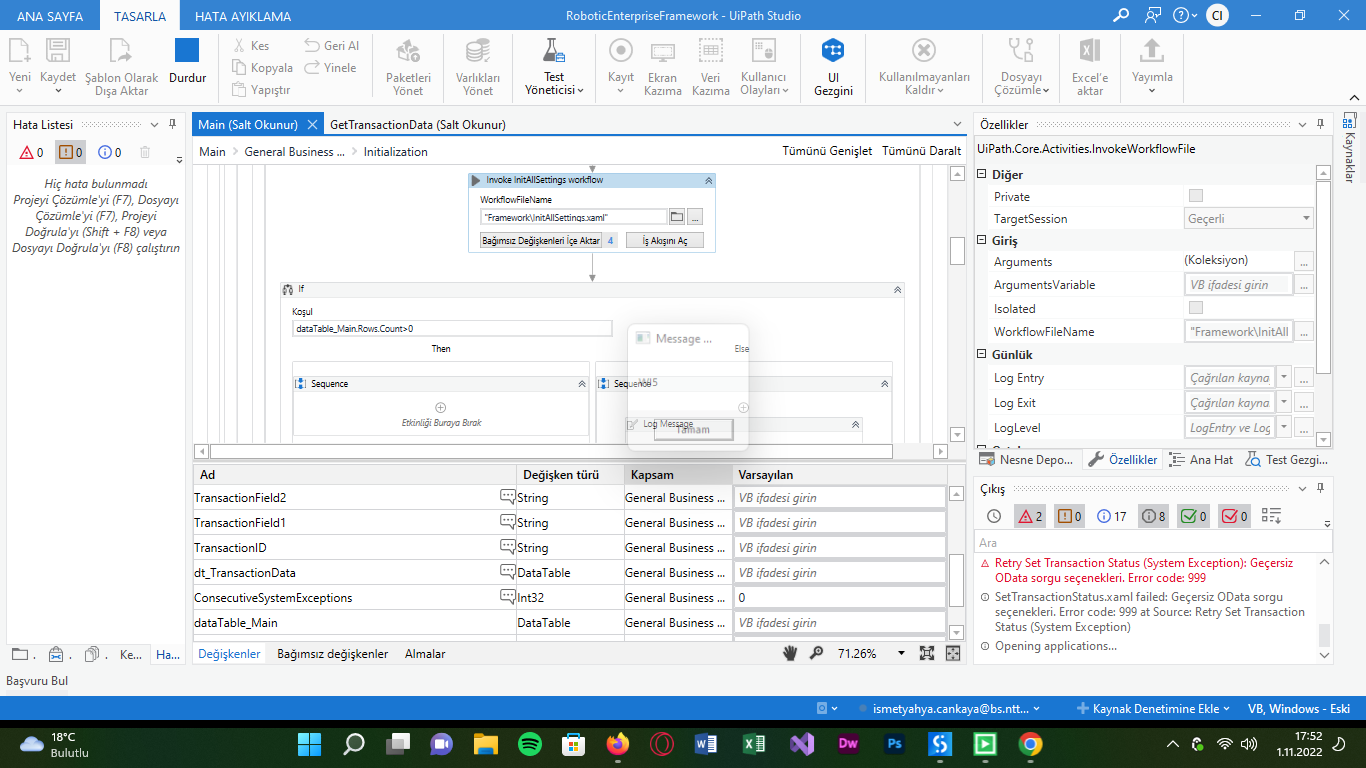 ANA SAYFA
TASARLA
HATA AYIKLAMA
RoboticEnterpriseFramework - UiPath Studio
CI
Yeni
Kaydet
Şablon Olarak
Dışa Aktar
Durdur
Kes
Kopyala
Yapıştır
Geri Al
Yinele
Paketleri
Yönet
Varlıkları
Yönet
Test
Yöneticisi
Kayıt
Ekran
Kazıma
Veri
Kazıma
Kullanıcı
Olayları
UI
Gezgini
Kullanılmayanları
Kaldır
Dosyayı
Çözümle
Excel'e
aktar
Yayımla
Hata Listesi
0
0
0
Hiç hata bulunmadı
Projeyi Çözümle'yi (F7), Dosyayı
Çözümle'yi (F7), Projeyi
Doğrula'yı (Shift + F8) veya
Dosyayı Doğrula'yı (F8) çalıştırın
Ke...
Ha...
Başvuru Bul
Main (Salt Okunur)
GetTransactionData (Salt Okunur)
Main
General Business ...
Initialization
Tümünü Genişlet
Tümünü Daralt
Invoke InitAllSettings workflow
WorkflowFileName
"Framework\InitAllSettings.xaml"
...
Bağımsız Değişkenleri İçe Aktar
4
İş Akışını Aç
If
Koşul
dataTable_Main.Rows.Count>0
Then
Else
Sequence
Etkinliği Buraya Bırak
Sequence
Log Message
Message ...
Tamam
Ad
Değişken türü
Kapsam
Varsayılan
TransactionField2
String
General Business ...
VB ifadesi girin
TransactionField1
String
General Business ...
VB ifadesi girin
TransactionID
String
General Business ...
VB ifadesi girin
dt_TransactionData
DataTable
General Business ...
VB ifadesi girin
ConsecutiveSystemExceptions
Int32
General Business ...
0
dataTable_Main
DataTable
General Business ...
VB ifadesi girin
Değişkenler
Bağımsız değişkenler
Almalar
71.26%
Özellikler
UiPath.Core.Activities.InvokeWorkflowFile
Diğer
Private
TargetSession
Geçerli
Giriş
Arguments
(Koleksiyon)
...
ArgumentsVariable
VB ifadesi girin
...
Isolated
WorkflowFileName
"Framework\InitAll
...
Günlük
Log Entry
Çağrılan kayna
...
Log Exit
Çağrılan kayna
...
LogLevel
LogEntry ve Log
...
Nesne Depo...
Özellikler
Ana Hat
Test Gezgi...
Kaynaklar
Çıkış
2
0
17
8
0
0
Ara
Retry Set Transaction Status (System Exception): Geçersiz
OData sorgu seçenekleri. Error code: 999
SetTransactionStatus.xaml failed: Geçersiz OData sorgu
seçenekleri. Error code: 999 at Source: Retry Set Transaction
Status (System Exception)
Opening applications...
ismetyahya.cankaya@bs.ntt...
Kaynak Denetimine Ekle
VB, Windows - Eski
18°C
Bulutlu
Dw
Ps
17:52
1.11.2022